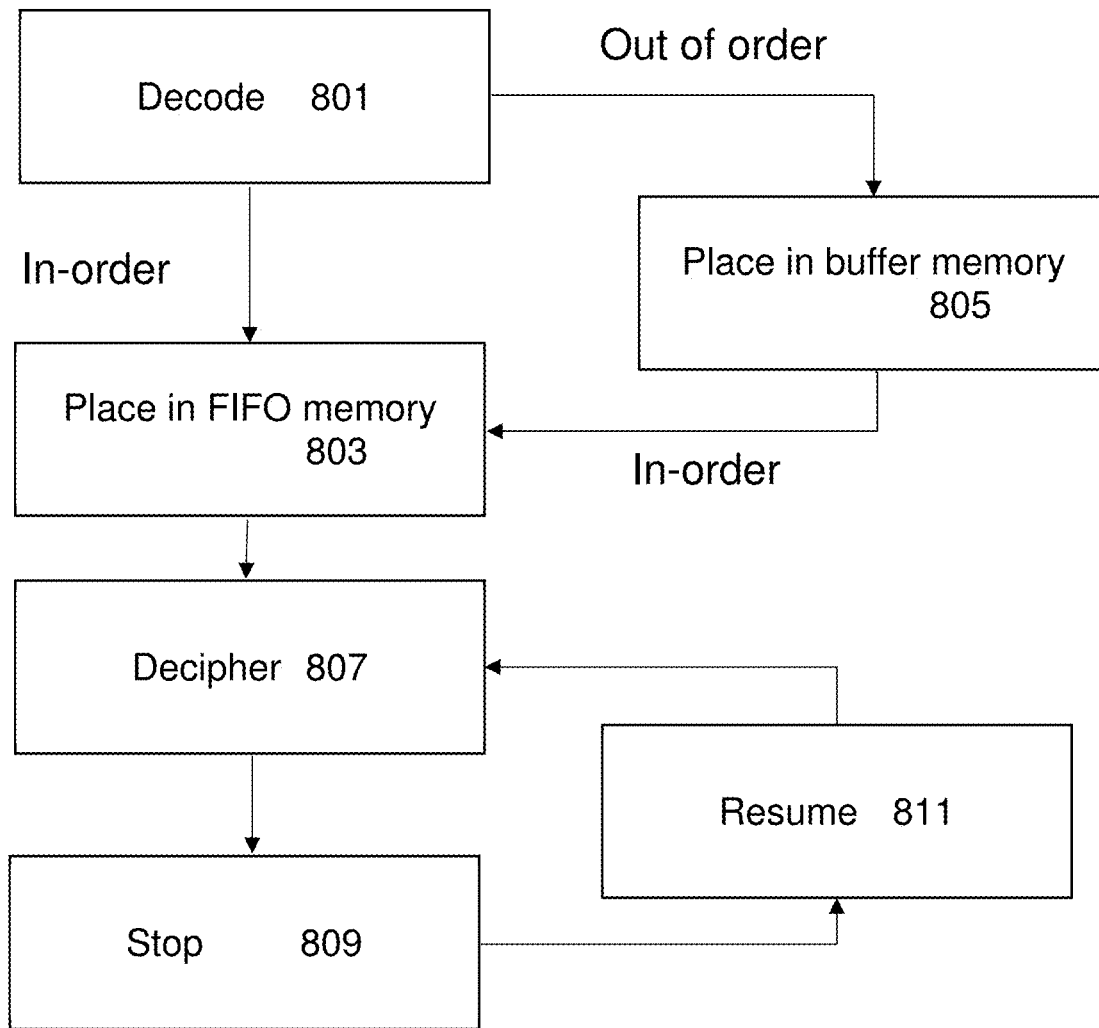 Out of order
Decode 801
Place in buffer memory
805
In-order
Place in FIFO memory
803
In-order
Decipher 807
Resume 811
Stop 809